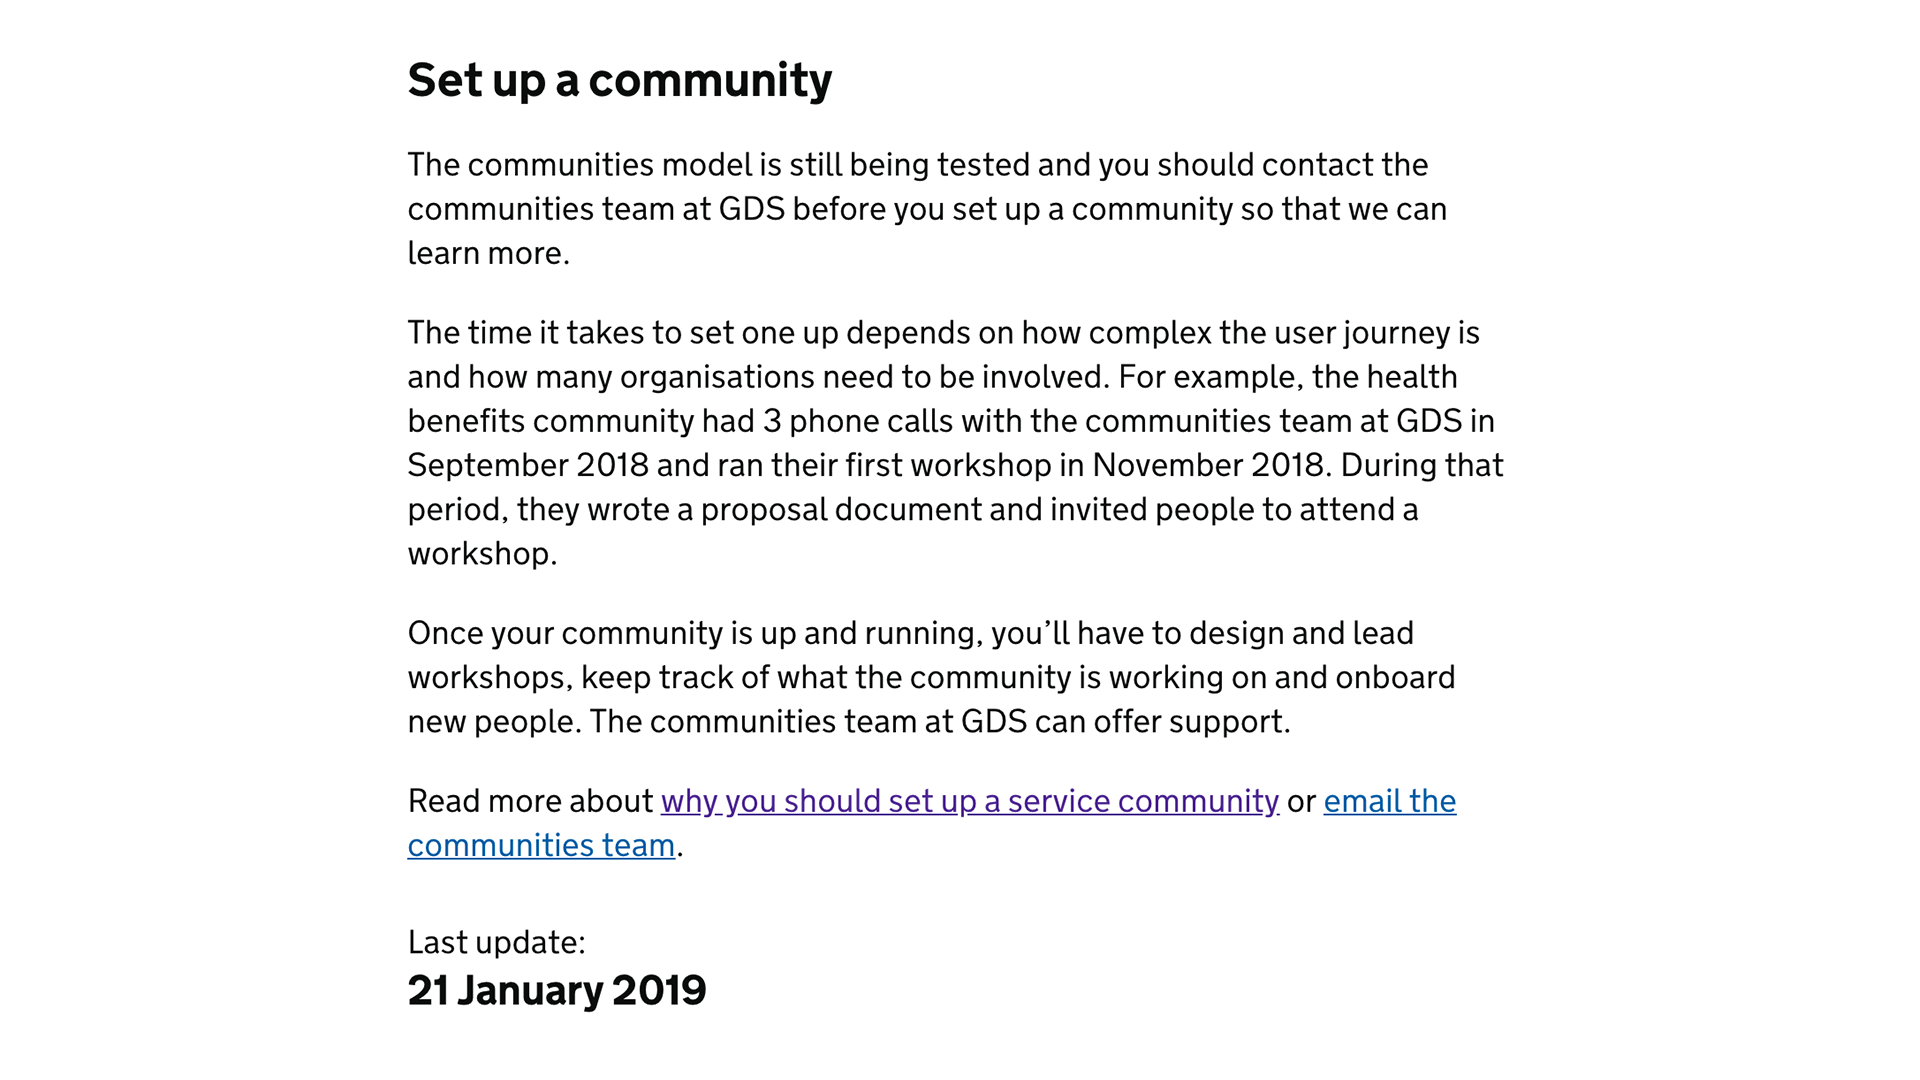 Set up a community
The communities model is still being tested and you should contact the
communities team at GDS before you set up a community so that we can
learn more.
The time it takes to set one up depends on how complex the user journey is
and how many organisations need to be involved. For example, the health
benefits community had 3 phone calls with the communities team at GDS in
September 2018 and ran their first workshop in November 2018. During that
period, they wrote a proposal document and invited people to attend a
workshop.
Once your community is up and running, you’ll have to design and lead
workshops, keep track of what the community is working on and onboard
new people. The communities team at GDS can offer support.
Read more about why you should set up a service community or email the
communities team.
Last update:
21 January 2019